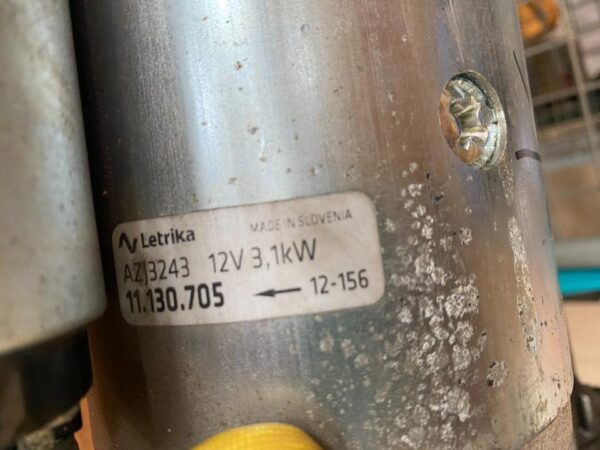 Letrika MADE IN SLOVENIA
AZJ3243 12V 3,1kW
11.130.705 ← 12-156